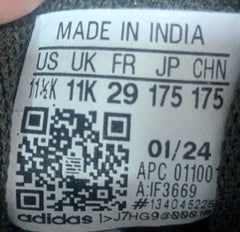 MADE IN INDIA
US UK FR JP CHN
11½K 11K 29 175 175
01/24
APC 01100
A:IF3669
#134045228
adidas